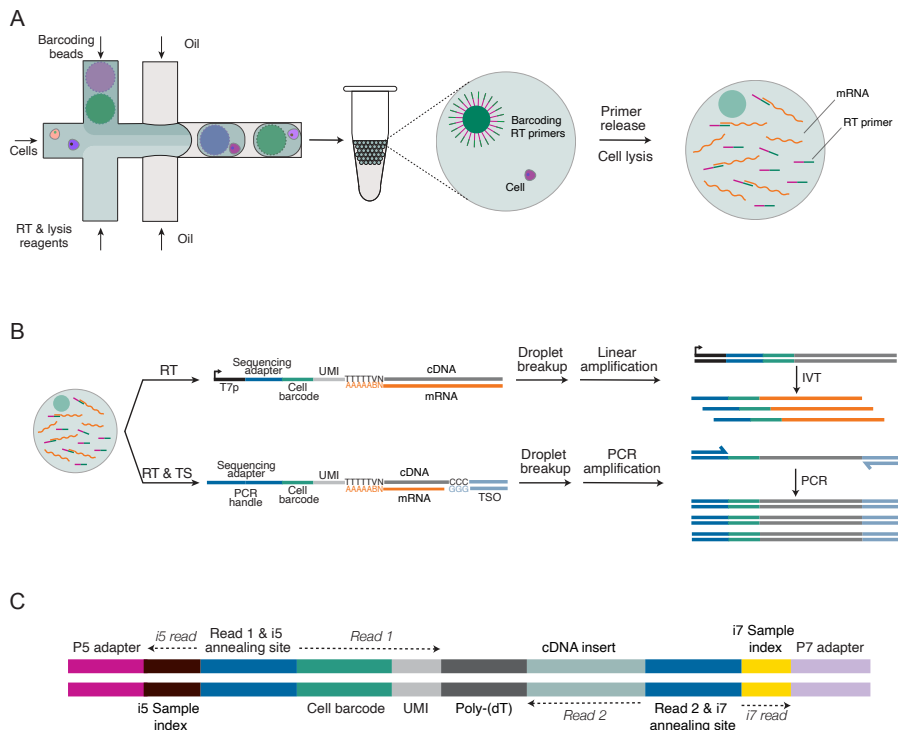 A
Barcoding
beads
Oil
Cells
RT & lysis
reagents
Oil
Barcoding
RT primers
Cell
Primer
release
Cell lysis
mRNA
RT primer
B
RT
Sequencing
adapter
UMI
T7p
Cell
barcode
TTTTTVN
AAAAABN
cDNA
mRNA
Droplet
breakup
Linear
amplification
IVT
RT & TS
Sequencing
adapter
PCR
handle
Cell
barcode
UMI
TTTTTVN
AAAAABN
cDNA
mRNA
CCC
GGG
TSO
Droplet
breakup
PCR
amplification
PCR
C
P5 adapter
i5 read
Read 1 & i5
annealing site
Read 1
cDNA insert
i7 Sample
index
P7 adapter
i5 Sample
index
Cell barcode
UMI
Poly-(dT)
Read 2
Read 2 & i7
annealing site
i7 read